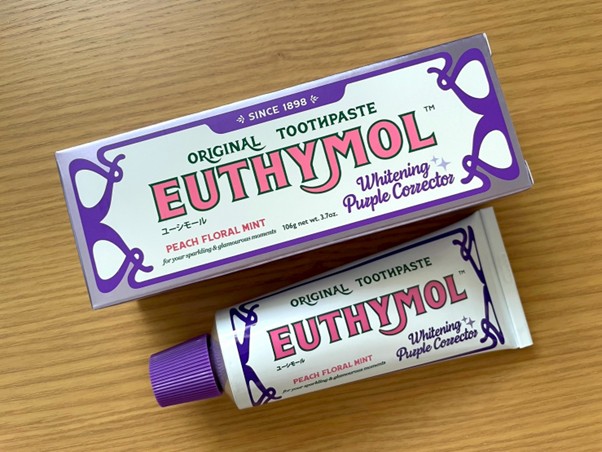 SINCE 1898
ORIGINAL TOOTHPASTE
EUTHYMOL™
ユーシモール
Whitening
Purple Corrector
PEACH FLORAL MINT
106g net wt. 3.7oz.
for your sparkling & glamourous moments
ORIGINAL TOOTHPASTE
EUTHYMOL™
ユーシモール
Whitening
Purple Corrector
PEACH FLORAL MINT
for your sparkling & glamourous moments